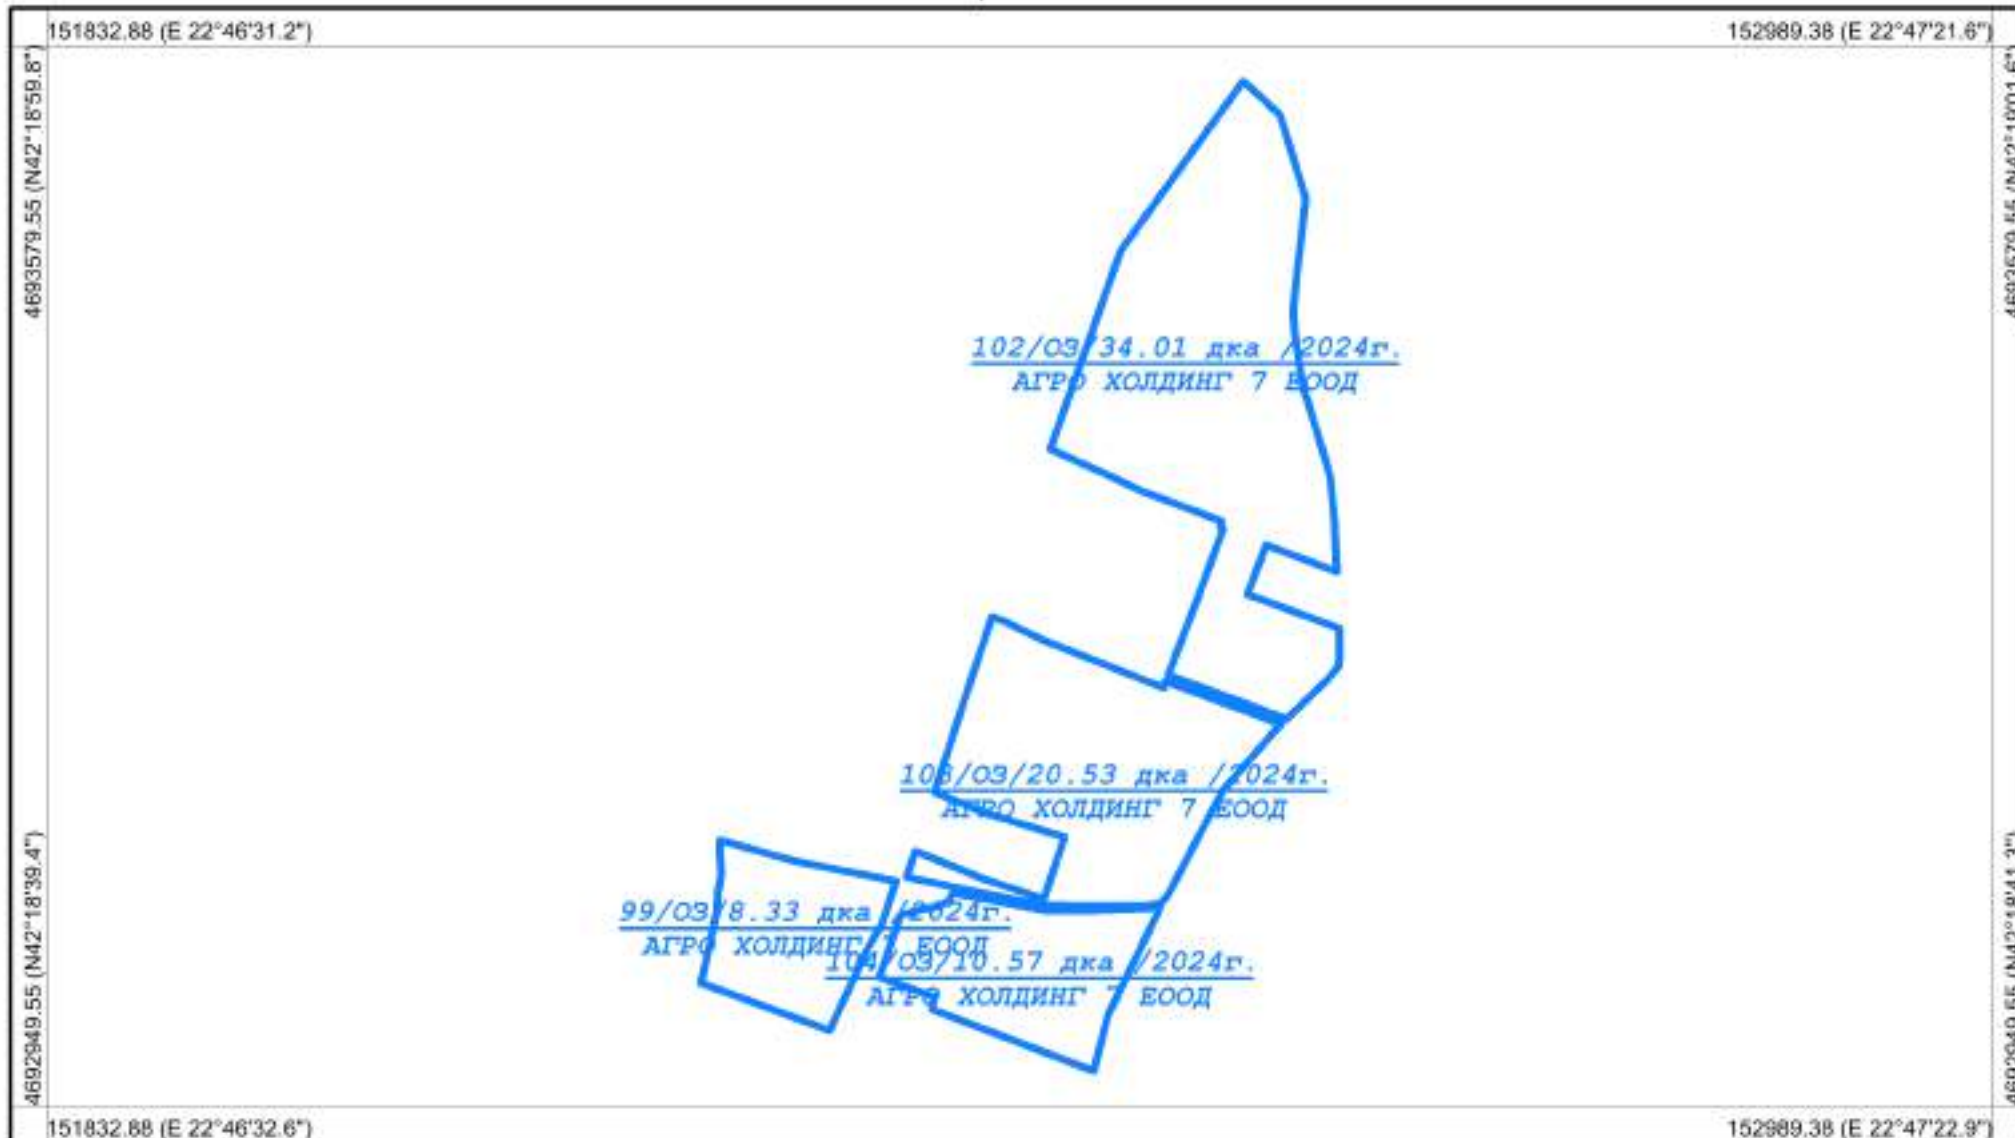 151832.88 (E 22°46'31.2")
152989.38 (E 22°47'21.6")
4693579.55 (N42°18'59.8")
102/ОЗ/34.01 дка /2024г.
АГРО ХОЛДИНГ 7 ЕООД
103/ОЗ/20.53 дка /2024г.
АГРО ХОЛДИНГ 7 ЕООД
99/ОЗ/8.33 дка /2024г.
АГРО ХОЛДИНГ 7 ЕООД
104/ОЗ/10.57 дка /2024г.
АГРО ХОЛДИНГ 7 ЕООД
4692949.55 (N42°18'39.4")
151832.88 (E 22°46'32.6")
152989.38 (E 22°47'22.9")